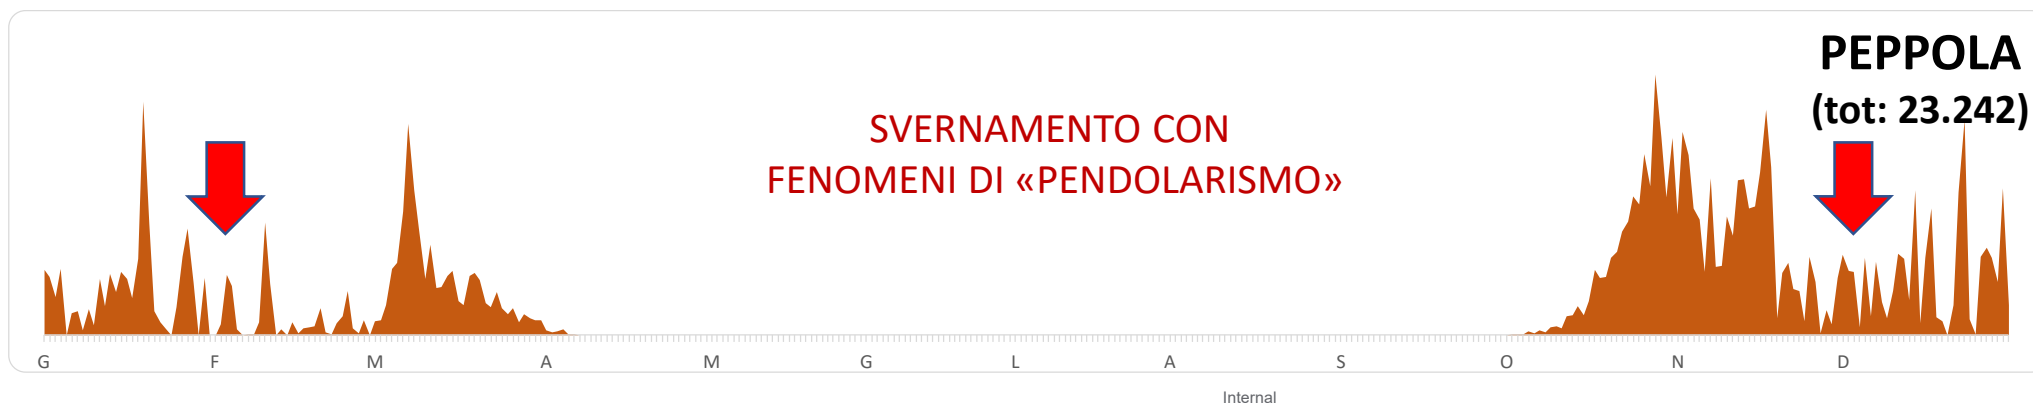 PEPPOLA
(tot: 23.242)
SVERNAMENTO CON
FENOMENI DI «PENDOLARISMO»
G F M A M G L A S O N D
Internal